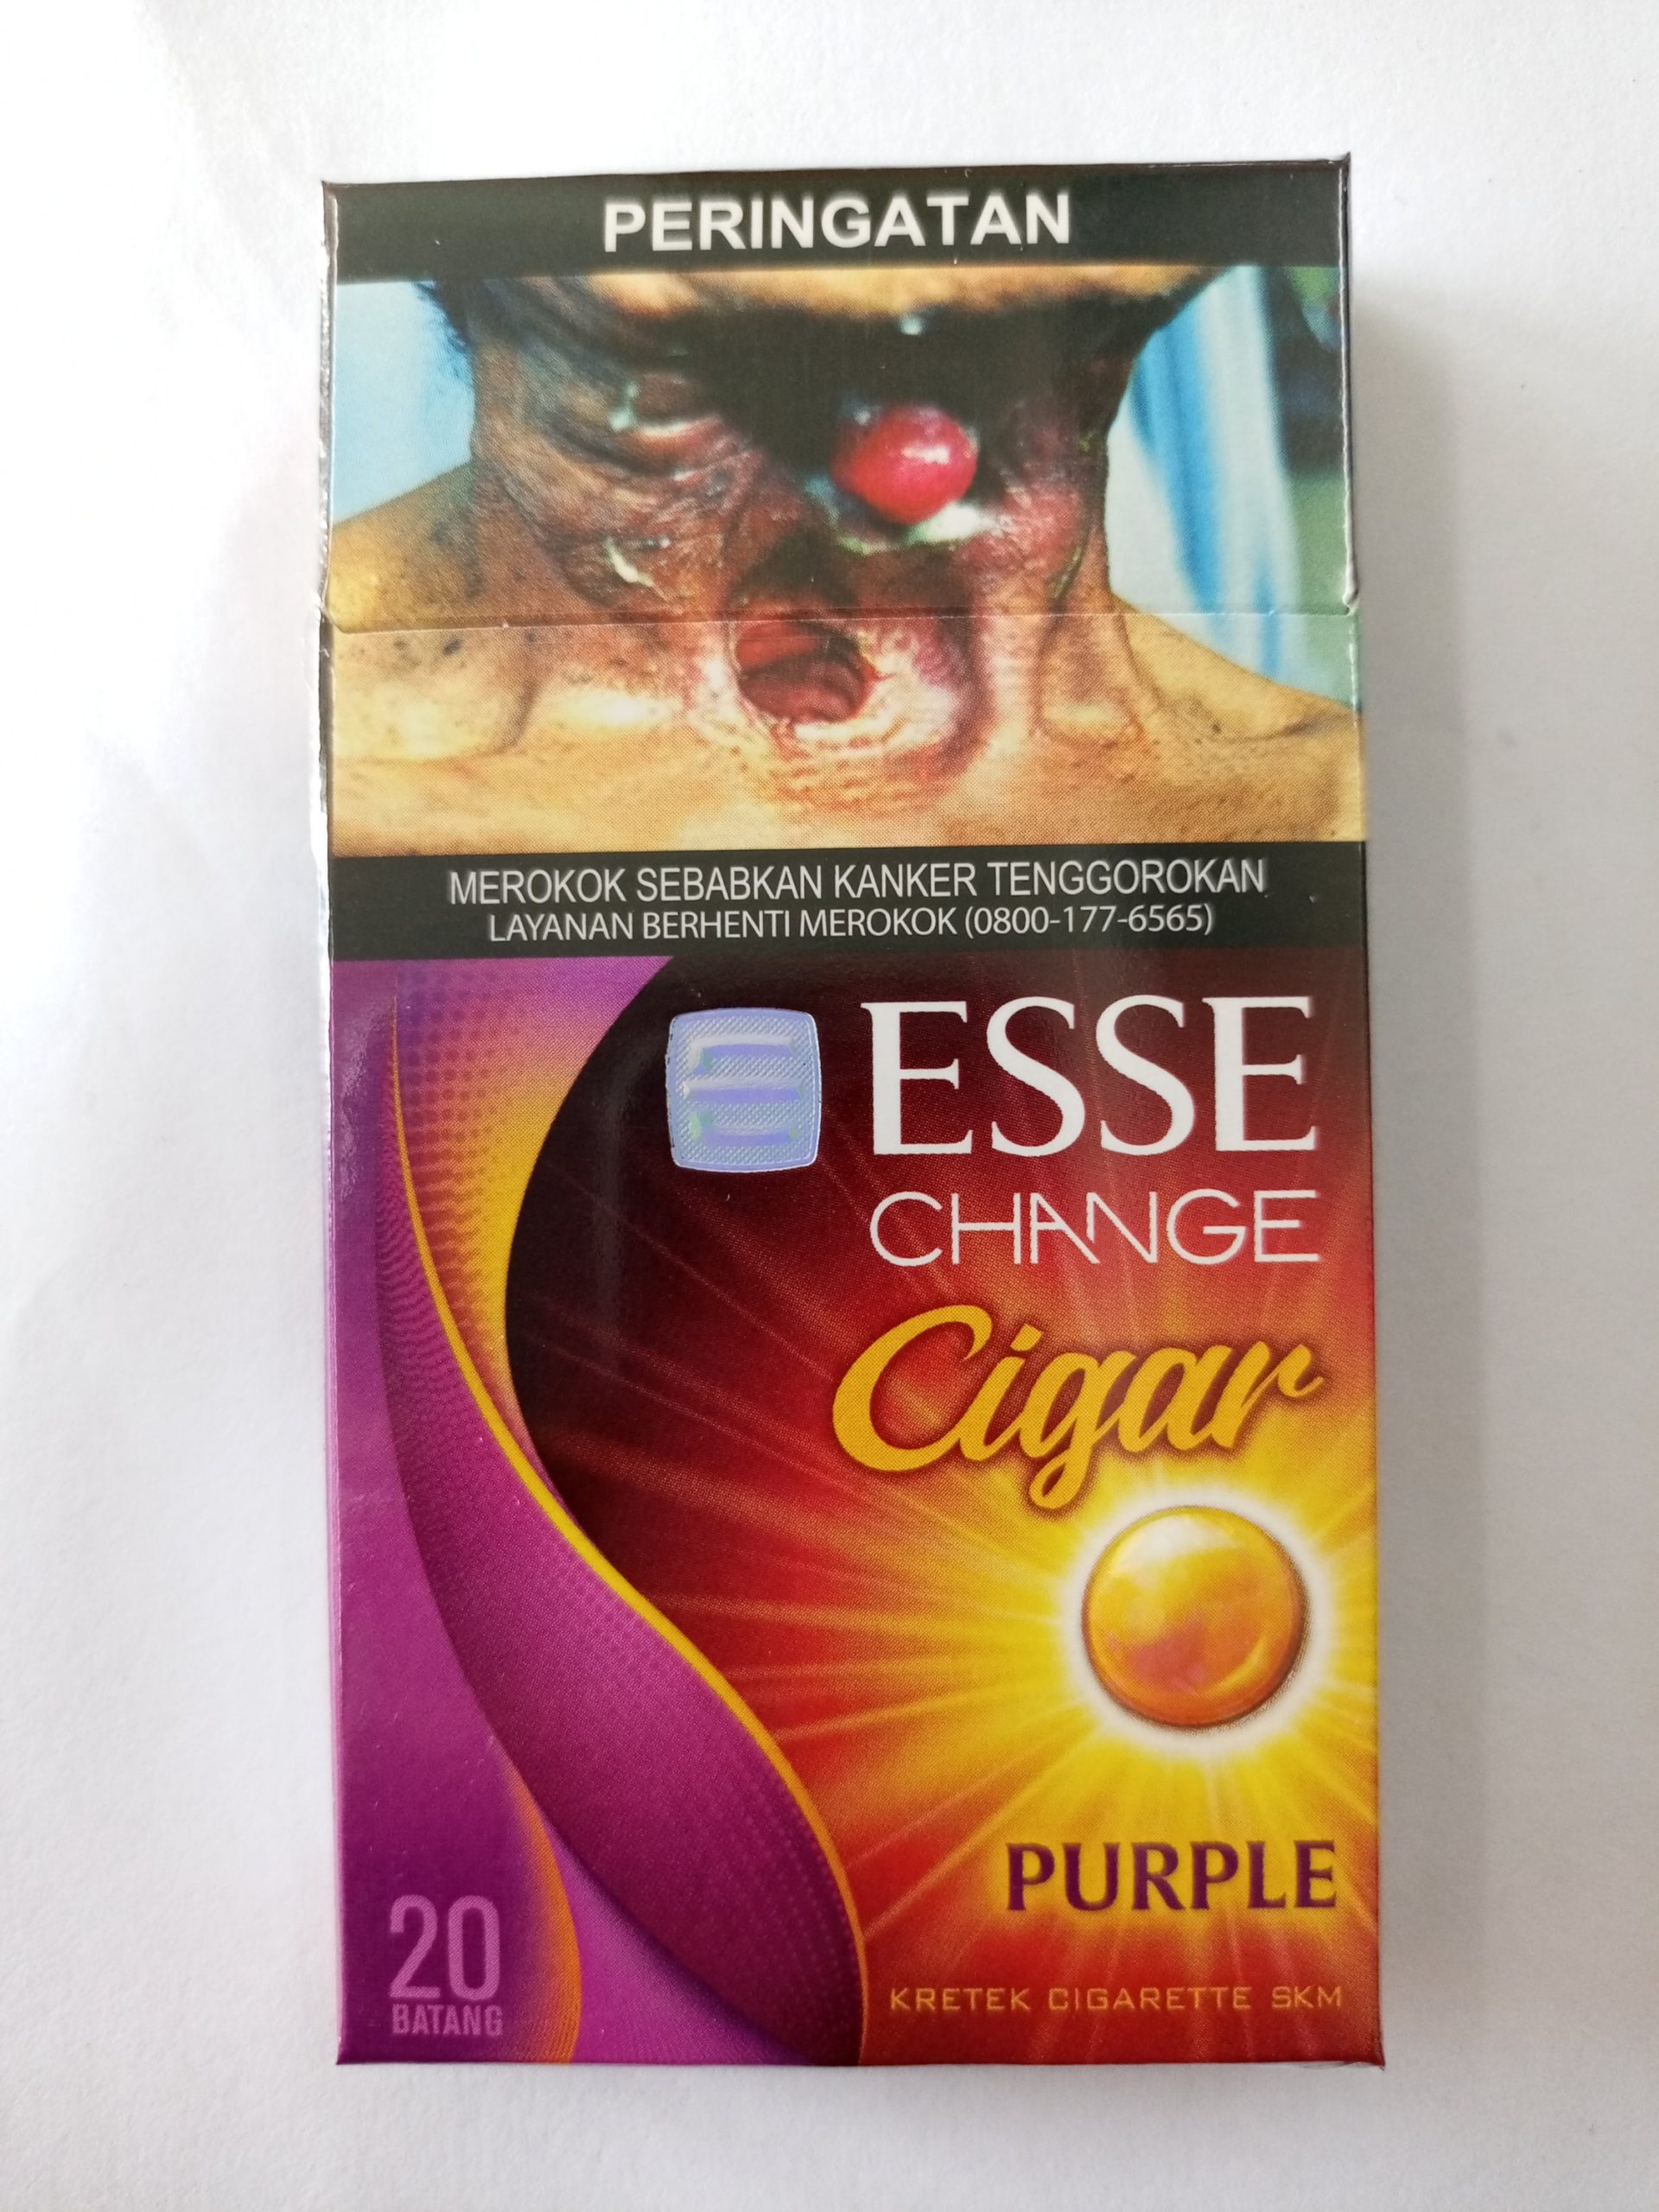 PERINGATAN
MEROKOK SEBABKAN KANKER TENGGOROKAN
LAYANAN BERHENTI MEROKOK (0800-177-6565)
ESSE
CHANGE
Cigar
PURPLE
20
BATANG
KRETEK CIGARETTE SKM